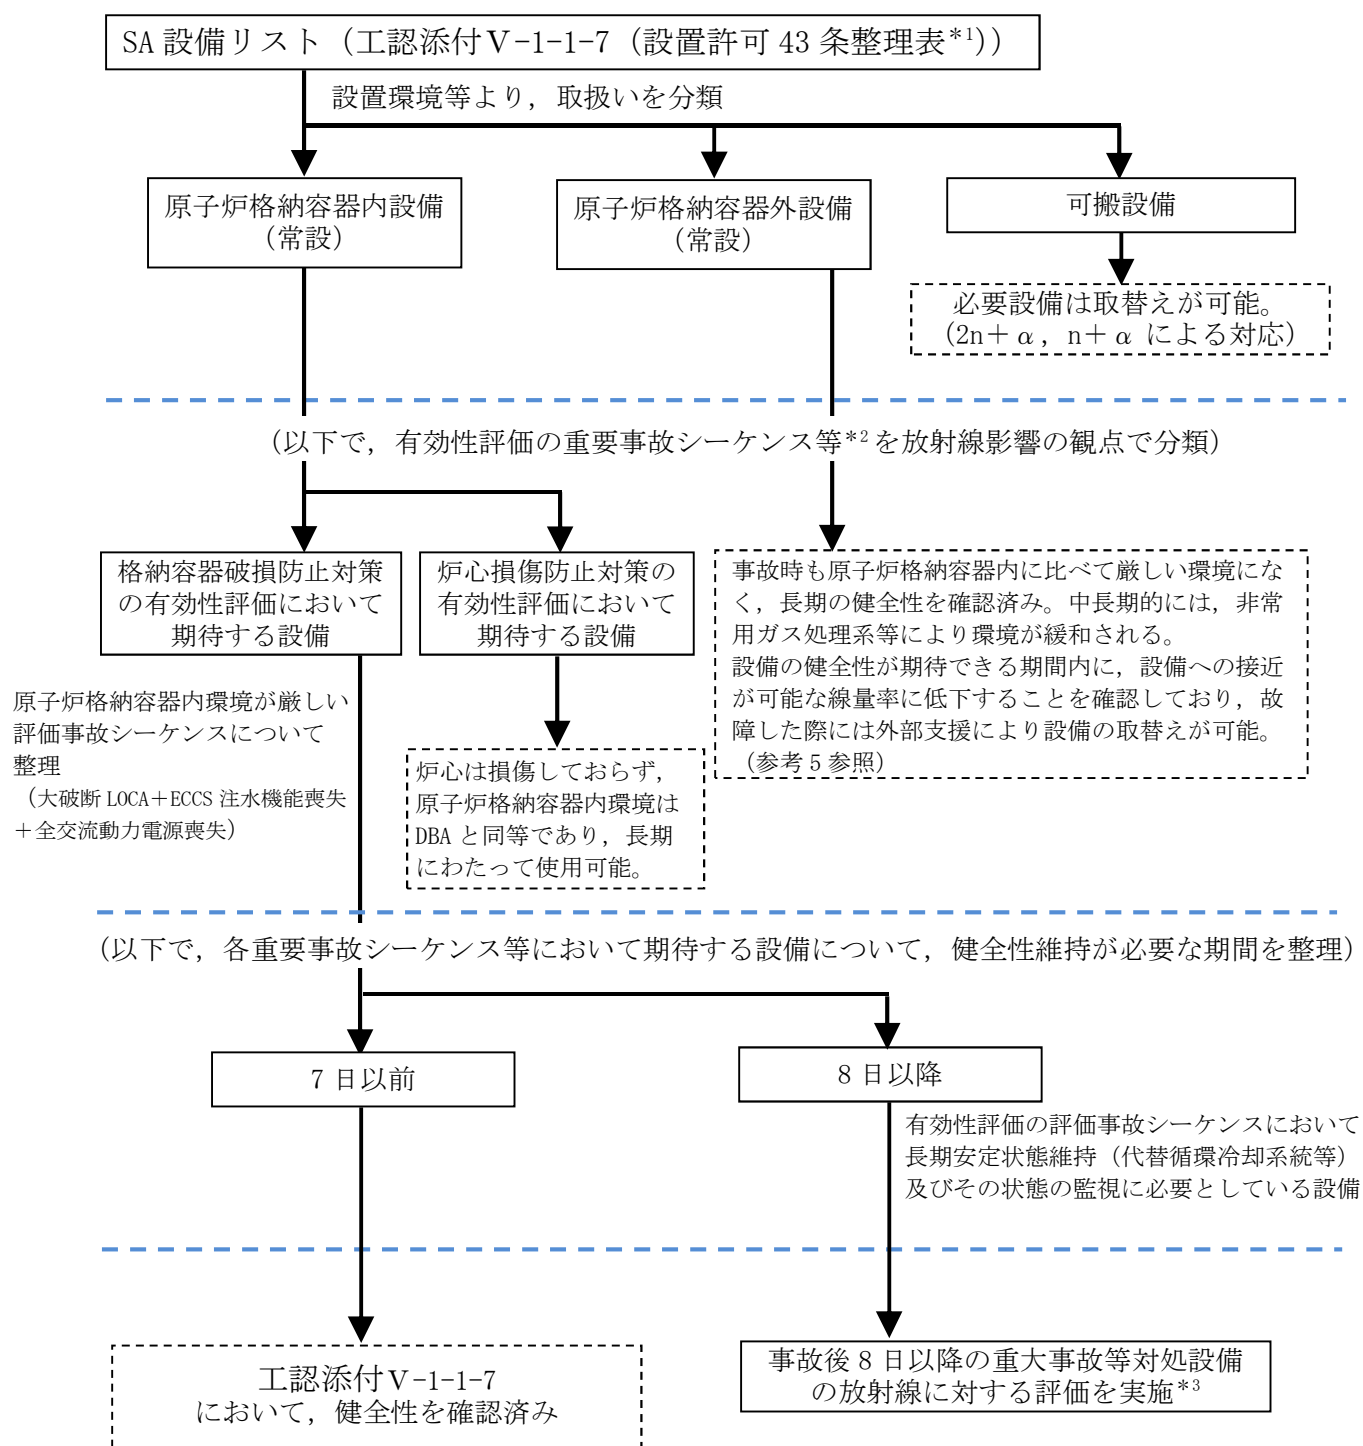 SA 設備リスト（工認添付Ⅴ-1-1-7（設置許可 43 条整理表*1））
設置環境等より，取扱いを分類
原子炉格納容器内設備
（常設）
原子炉格納容器外設備
（常設）
可搬設備
必要設備は取替えが可能。
（2n＋α，n＋α による対応）
（以下で，有効性評価の重要事故シーケンス等*2を放射線影響の観点で分類）
格納容器破損防止対策
の有効性評価において
期待する設備
炉心損傷防止対策の
有効性評価において
期待する設備
事故時も原子炉格納容器内に比べて厳しい環境にな
く，長期の健全性を確認済み。中長期的には，非常
用ガス処理系等により環境が緩和される。
設備の健全性が期待できる期間内に，設備への接近
が可能な線量率に低下することを確認しており，故
障した際には外部支援により設備の取替えが可能。
（参考 5 参照）
原子炉格納容器内環境が厳しい
評価事故シーケンスについて
整理
（大破断 LOCA＋ECCS 注水機能喪失
＋全交流動力電源喪失）
炉心は損傷しておらず，
原子炉格納容器内環境は
DBA と同等であり，長期
にわたって使用可能。
（以下で，各重要事故シーケンス等において期待する設備について，健全性維持が必要な期間を整理）
7 日以前
8 日以降
有効性評価の評価事故シーケンスにおいて
長期安定状態維持（代替循環冷却系統等）
及びその状態の監視に必要としている設備
工認添付Ⅴ-1-1-7
において，健全性を確認済み
事故後 8 日以降の重大事故等対処設備
の放射線に対する評価を実施*3